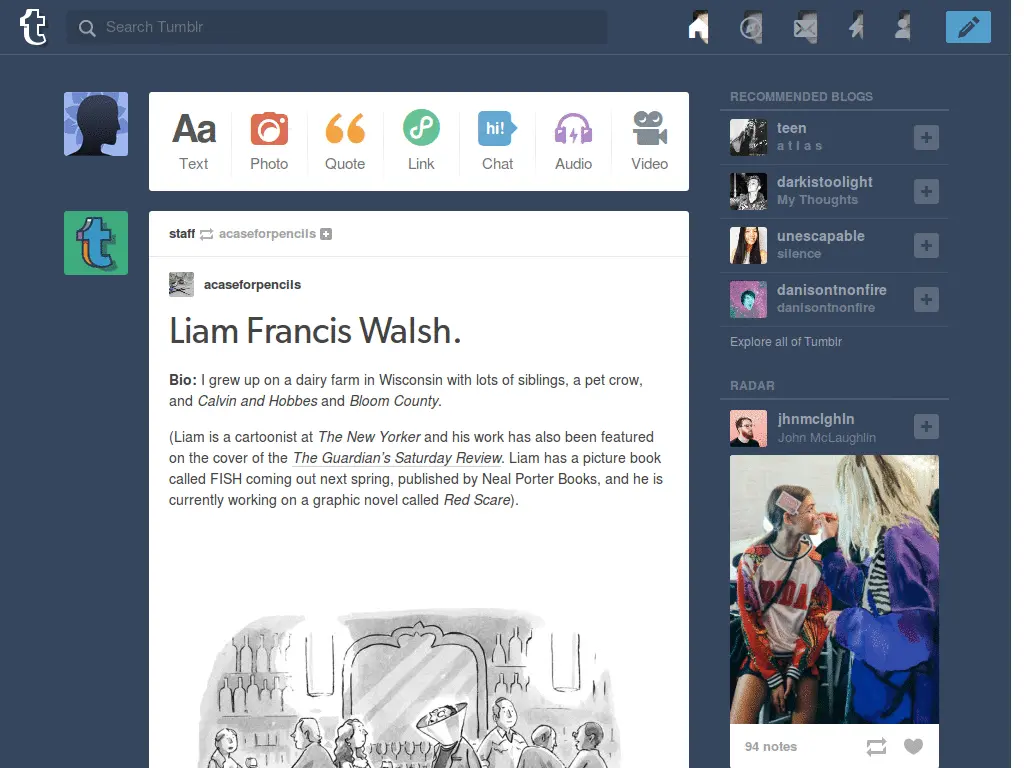 Search Tumblr
Aa
Text
Photo
Quote
Link
hi!
Chat
Audio
Video
staff acaseforpencils
acaseforpencils
Liam Francis Walsh.
Bio: I grew up on a dairy farm in Wisconsin with lots of siblings, a pet crow,
and Calvin and Hobbes and Bloom County.
(Liam is a cartoonist at The New Yorker and his work has also been featured
on the cover of the The Guardian's Saturday Review. Liam has a picture book
called FISH coming out next spring, published by Neal Porter Books, and he is
currently working on a graphic novel called Red Scare).
RECOMMENDED BLOGS
teen
a t l a s
darkistoolight
My Thoughts
unescapable
silence
danisontnonfire
danisontnonfire
Explore all of Tumblr
RADAR
jhnmclghln
John McLaughlin
94 notes